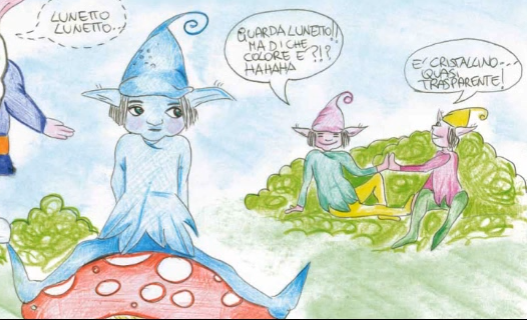 LUNETTO
LUNETTO...
GUARDA LUNETTO!!
MA DI CHE
COLORE E'?!?
HAHAHA
E' CRISTALLINO...
QUASI
TRASPARENTE!